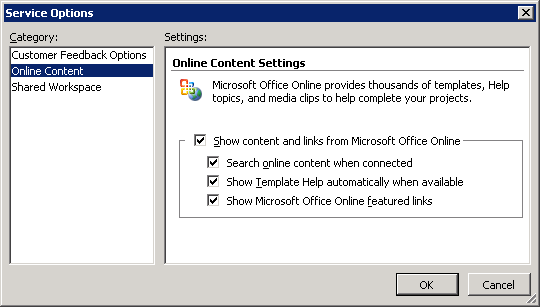 Service Options
Category:
Customer Feedback Options
Online Content
Shared Workspace
Settings:
Online Content Settings
Microsoft Office Online provides thousands of templates, Help
topics, and media clips to help complete your projects.
Show content and links from Microsoft Office Online
Search online content when connected
Show Template Help automatically when available
Show Microsoft Office Online featured links
OK
Cancel